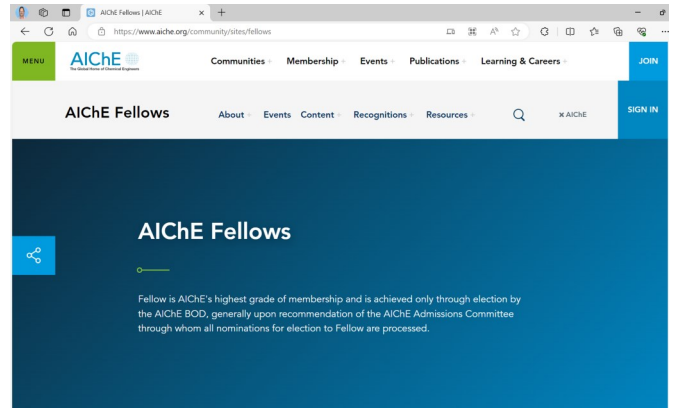 AIChE Fellows | AIChE
https://www.aiche.org/community/sites/fellows
MENU
AIChE
The Global Home of Chemical Engineers
Communities + Membership + Events + Publications + Learning & Careers +
JOIN
AIChE Fellows
About + Events Content + Recognitions + Resources +
x AIChE
SIGN IN
AIChE Fellows
Fellow is AIChE's highest grade of membership and is achieved only through election by
the AIChE BOD, generally upon recommendation of the AIChE Admissions Committee
through whom all nominations for election to Fellow are processed.